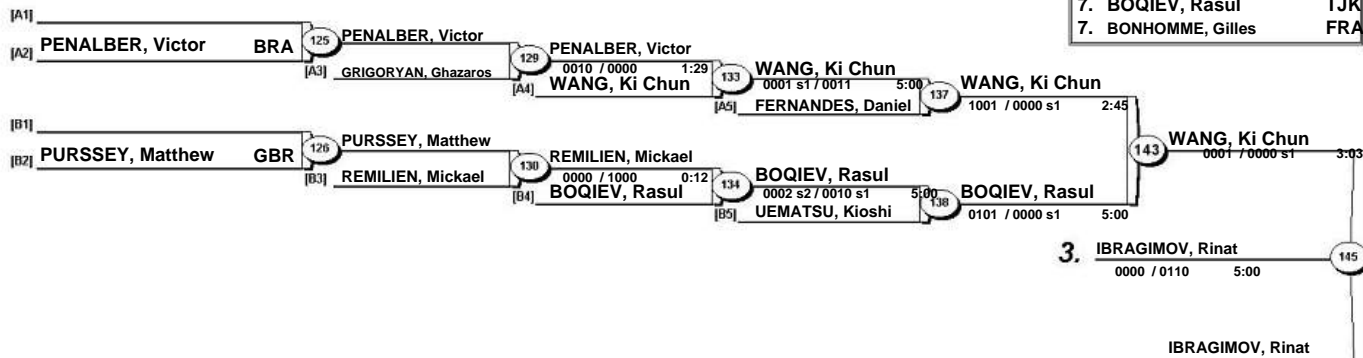 7. BOQIEV, Rasul TJK
7. BONHOMME, Gilles FRA
[A1]
[A2] PENALBER, Victor BRA
125
PENALBER, Victor
[A3] GRIGORYAN, Ghazaros
129
PENALBER, Victor
0010 / 0000 1:29
[A4] WANG, Ki Chun
133
WANG, Ki Chun
0001 s1 / 0011 5:00
[A5] FERNANDES, Daniel
137
WANG, Ki Chun
1001 / 0000 s1 2:45
[B1]
[B2] PURSSEY, Matthew GBR
126
PURSSEY, Matthew
[B3] REMILIEN, Mickael
130
REMILIEN, Mickael
0000 / 1000 0:12
[B4] BOQIEV, Rasul
134
BOQIEV, Rasul
0002 s2 / 0010 s1 5:00
[B5] UEMATSU, Kioshi
138
BOQIEV, Rasul
0101 / 0000 s1 5:00
143
WANG, Ki Chun
0001 / 0000 s1 3:03
3. IBRAGIMOV, Rinat
0000 / 0110 5:00
145
IBRAGIMOV, Rinat